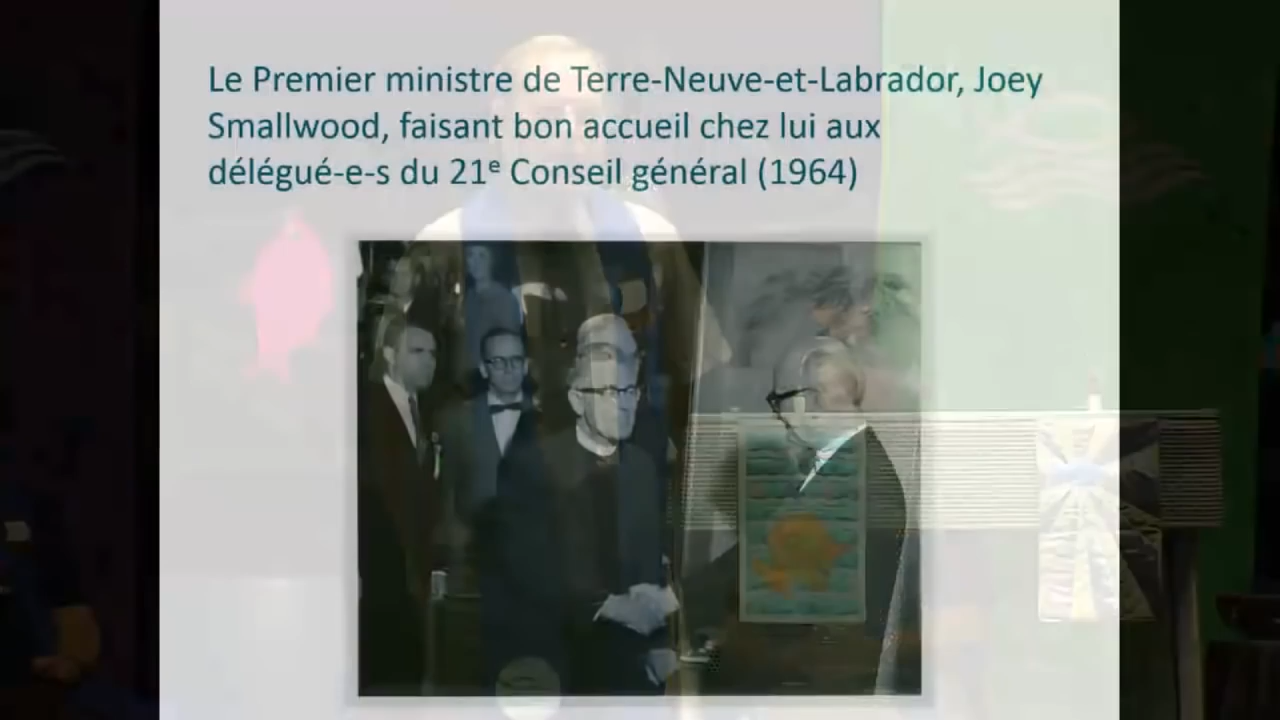 Le Premier ministre de Terre-Neuve-et-Labrador, Joey
Smallwood, faisant bon accueil chez lui aux
délégué-e-s du 21ᵉ Conseil général (1964)